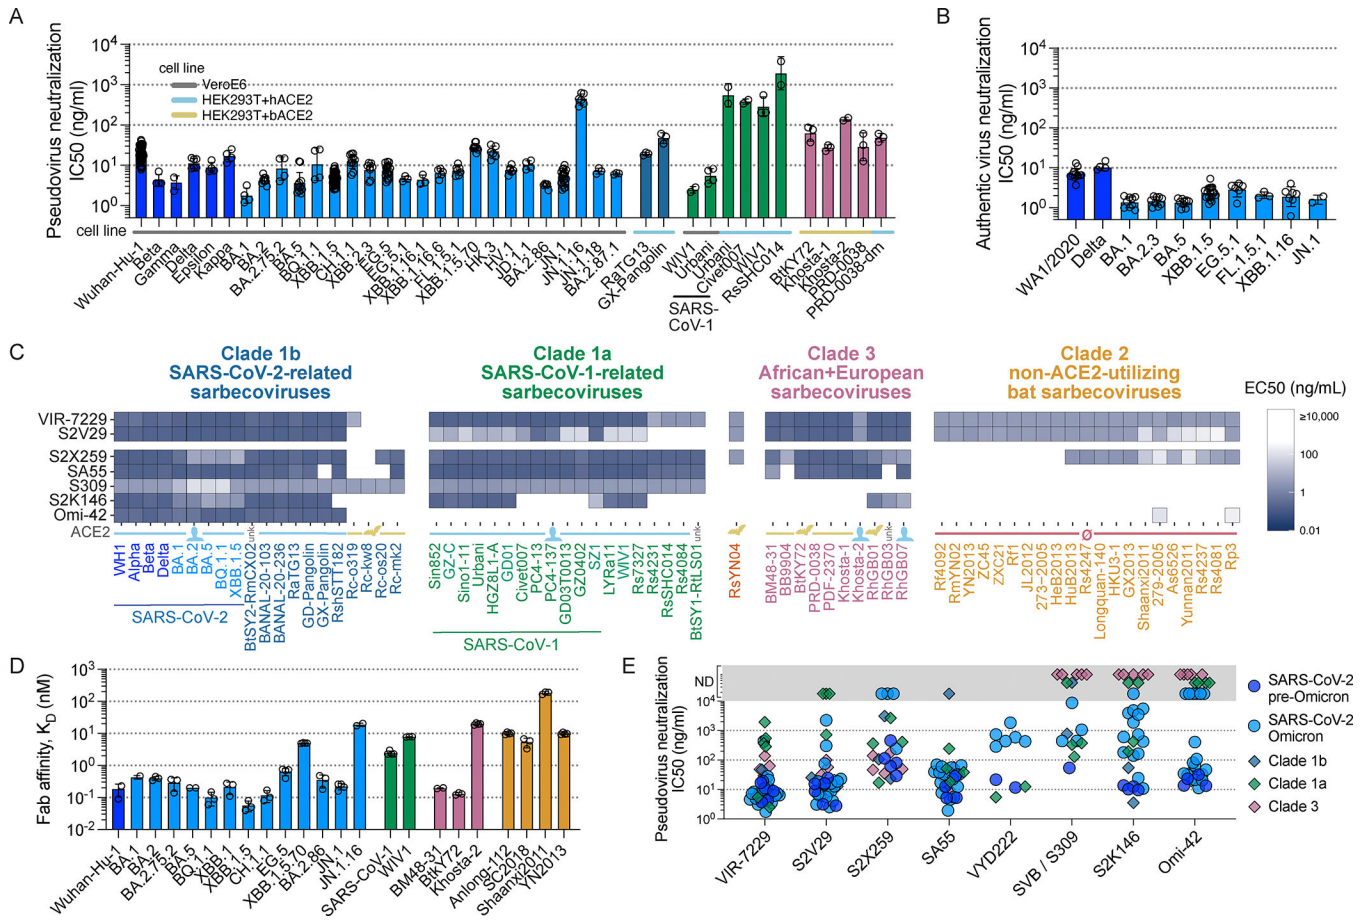 A
Pseudovirus neutralization
IC50 (ng/ml)
10⁴
10³
10²
10¹
10⁰
cell line
VeroE6
HEK293T+hACE2
HEK293T+bACE2
cell line
Wuhan-Hu-1
Beta
Gamma
Delta
Epsilon
Kappa
BA.1
BA.2
BA.2.75.2
BA.5
BQ.1.1
XBB.1.5
CH.1.1
XBB.2.3
EG.5
EG.5.1
XBB.1.16.1
XBB.1.16.6
FL.1.5.1
XBB.1.5.70
HK.3
HV.1
JD.1.1
BA.2.86
JN.1
JN.1.16
JN.1.18
BA.2.87.1
RaTG13
GX-Pangolin
WIV1
Urbani
Urbani
Civet007
WIV1
RsSHC014
BtKY72
Khosta-1
Khosta-2
PRD-0038
PRD-0038-dm
SARS-
CoV-1
B
Authentic virus neutralization
IC50 (ng/ml)
10⁴
10³
10²
10¹
10⁰
WA1/2020
Delta
BA.1
BA.2.3
BA.5
XBB.1.5
EG.5.1
FL.1.5.1
XBB.1.16
JN.1
C
Clade 1b
SARS-CoV-2-related
sarbecoviruses
Clade 1a
SARS-CoV-1-related
sarbecoviruses
Clade 3
African+European
sarbecoviruses
Clade 2
non-ACE2-utilizing
bat sarbecoviruses
EC50 (ng/mL)
≥10,000
100
1
0.01
VIR-7229
S2V29
S2X259
SA55
S309
S2K146
Omi-42
ACE2
unk
unk
unk
Ø
WH1
Alpha
Beta
Delta
BA.1
BA.2
BA.5
BQ.1.1
XBB.1.5
BtSY2-RmCX02
BANAL-20-103
BANAL-20-236
RaTG13
GD-Pangolin
GX-Pangolin
RshSTT182
Rc-o319
Rc-kw8
Rc-os20
Rc-mk2
SARS-CoV-2
Sin852
GZ-C
Sino1-11
Urbani
HGZ8L1-A
GD01
Civet007
PC4-13
PC4-137
GD03T0013
GZ0402
SZ1
LYRa11
WIV1
Rs7327
Rs4231
RsSHC014
Rs4084
BtSY1-RtLS01
SARS-CoV-1
RsYN04
BM48-31
BB9904
BtKY72
PRD-0038
PDF-2370
Khosta-1
Khosta-2
RhGB01
RhGB03
RhGB07
Rf4092
RmYN02
YN2013
ZC45
ZXC21
Rf1
JL2012
273-2005
HeB2013
HuB2013
Rs4247
Longquan-140
HKU3-1
GX2013
Shaanxi2011
279-2005
As6526
Yunnan2011
Rs4237
Rs4081
Rp3
D
Fab affinity, K_D (nM)
10³
10²
10¹
10⁰
10⁻¹
10⁻²
Wuhan-Hu-1
BA.1
BA.2
BA.2.75.2
BA.5
BQ.1.1
XBB.1
XBB.1.5
CH.1.1
EG.5
XBB.1.5.70
BA.2.86
JN.1
JN.1.16
SARS-CoV-1
WIV1
BM48-31
BtKY72
Khosta-2
Anlong-112
SC2018
Shaanxi2011
YN2013
E
Pseudovirus neutralization
IC50 (ng/ml)
ND
10⁴
10³
10²
10¹
10⁰
VIR-7229
S2V29
S2X259
SA55
VYD222
SVB / S309
S2K146
Omi-42
SARS-CoV-2
pre-Omicron
SARS-CoV-2
Omicron
Clade 1b
Clade 1a
Clade 3